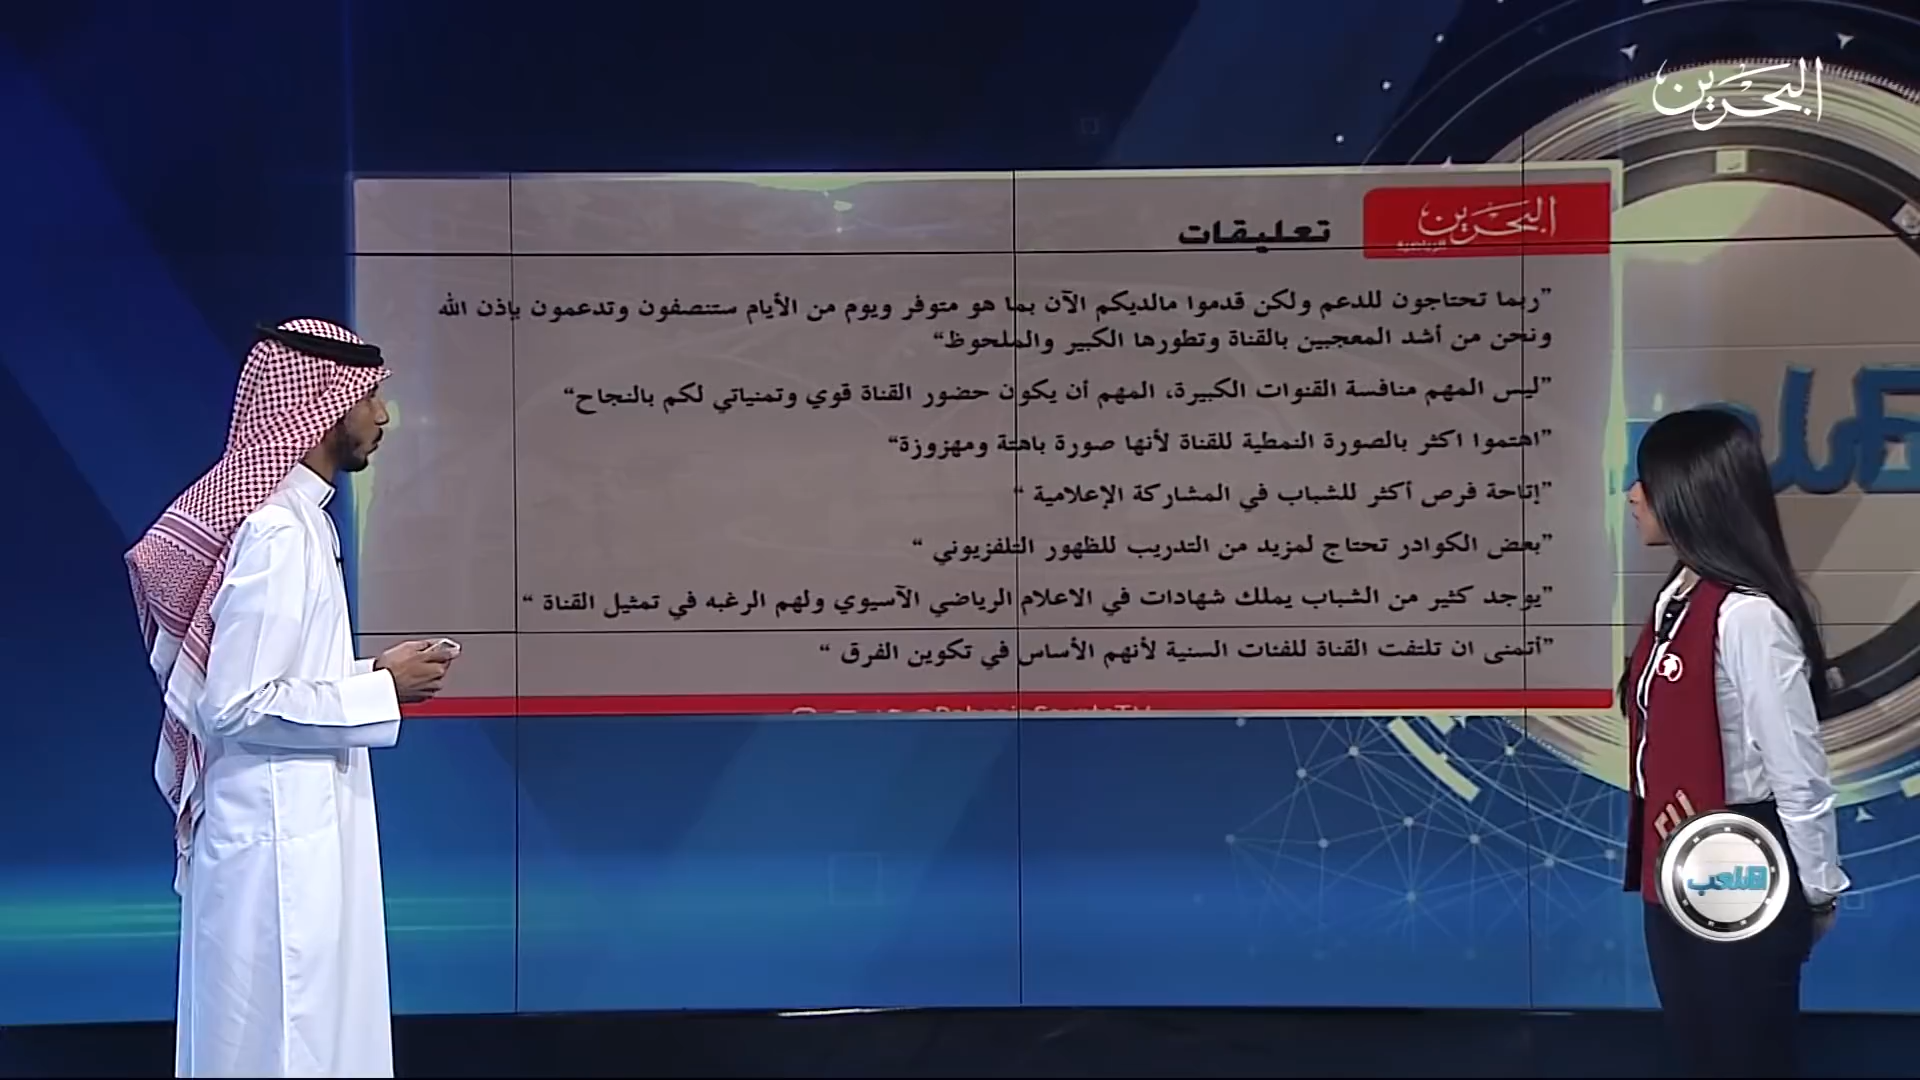 البحرين
البحرين
الرياضية
تعليقات
”ربما تحتاجون للدعم ولكن قدموا مالديكم الآن بما هو متوفر ويوم من الأيام ستنصفون وتدعمون بإذن الله
ونحن من أشد المعجبين بالقناة وتطورها الكبير والملحوظ“
”ليس المهم منافسة القنوات الكبيرة، المهم أن يكون حضور القناة قوي وتمنياتي لكم بالنجاح“
”اهتموا اكثر بالصورة النمطية للقناة لأنها صورة باهتة ومهزوزة“
”إتاحة فرص أكثر للشباب في المشاركة الإعلامية “
”بعض الكوادر تحتاج لمزيد من التدريب للظهور التلفزيوني “
”يوجد كثير من الشباب يملك شهادات في الاعلام الرياضي الآسيوي ولهم الرغبه في تمثيل القناة “
”أتمنى ان تلتفت القناة للفئات السنية لأنهم الأساس في تكوين الفرق “
الملعب